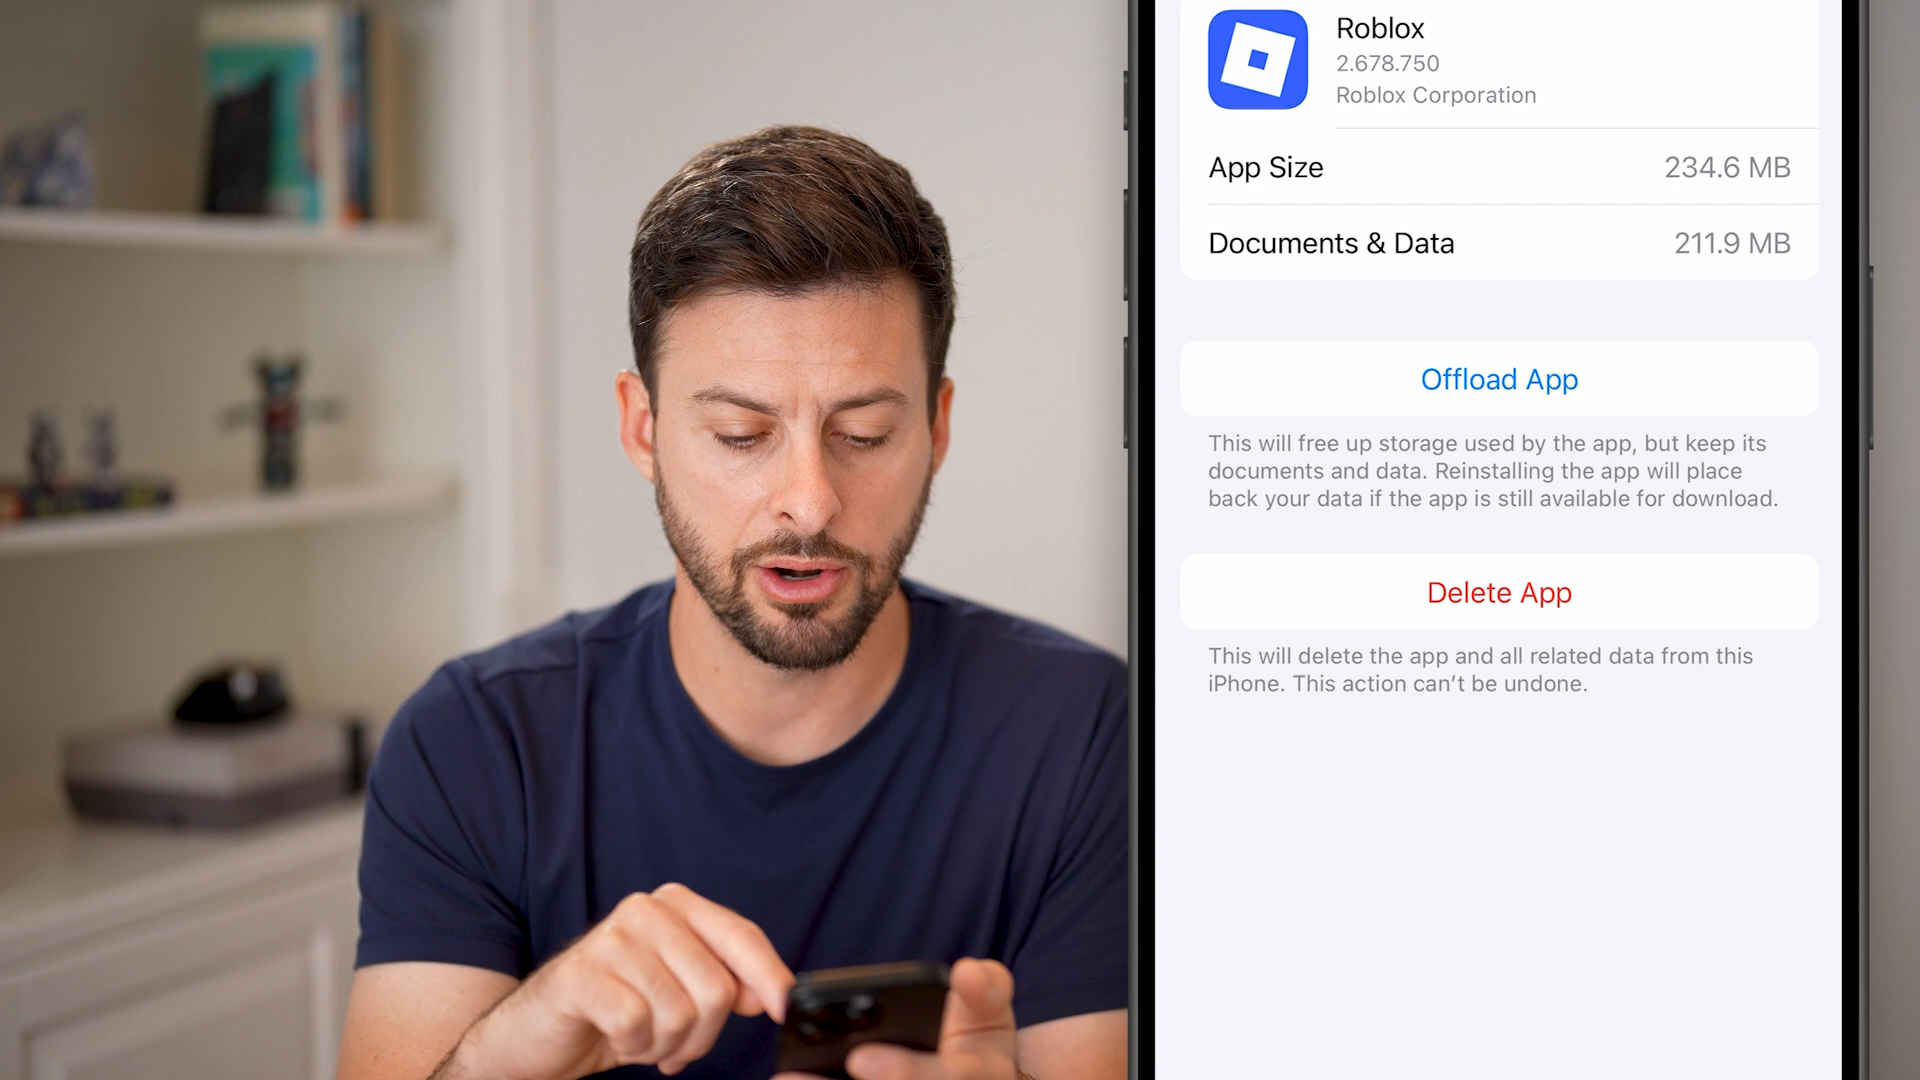 Roblox
2.678.750
Roblox Corporation
App Size 234.6 MB
Documents & Data 211.9 MB
Offload App
This will free up storage used by the app, but keep its
documents and data. Reinstalling the app will place
back your data if the app is still available for download.
Delete App
This will delete the app and all related data from this
iPhone. This action can’t be undone.